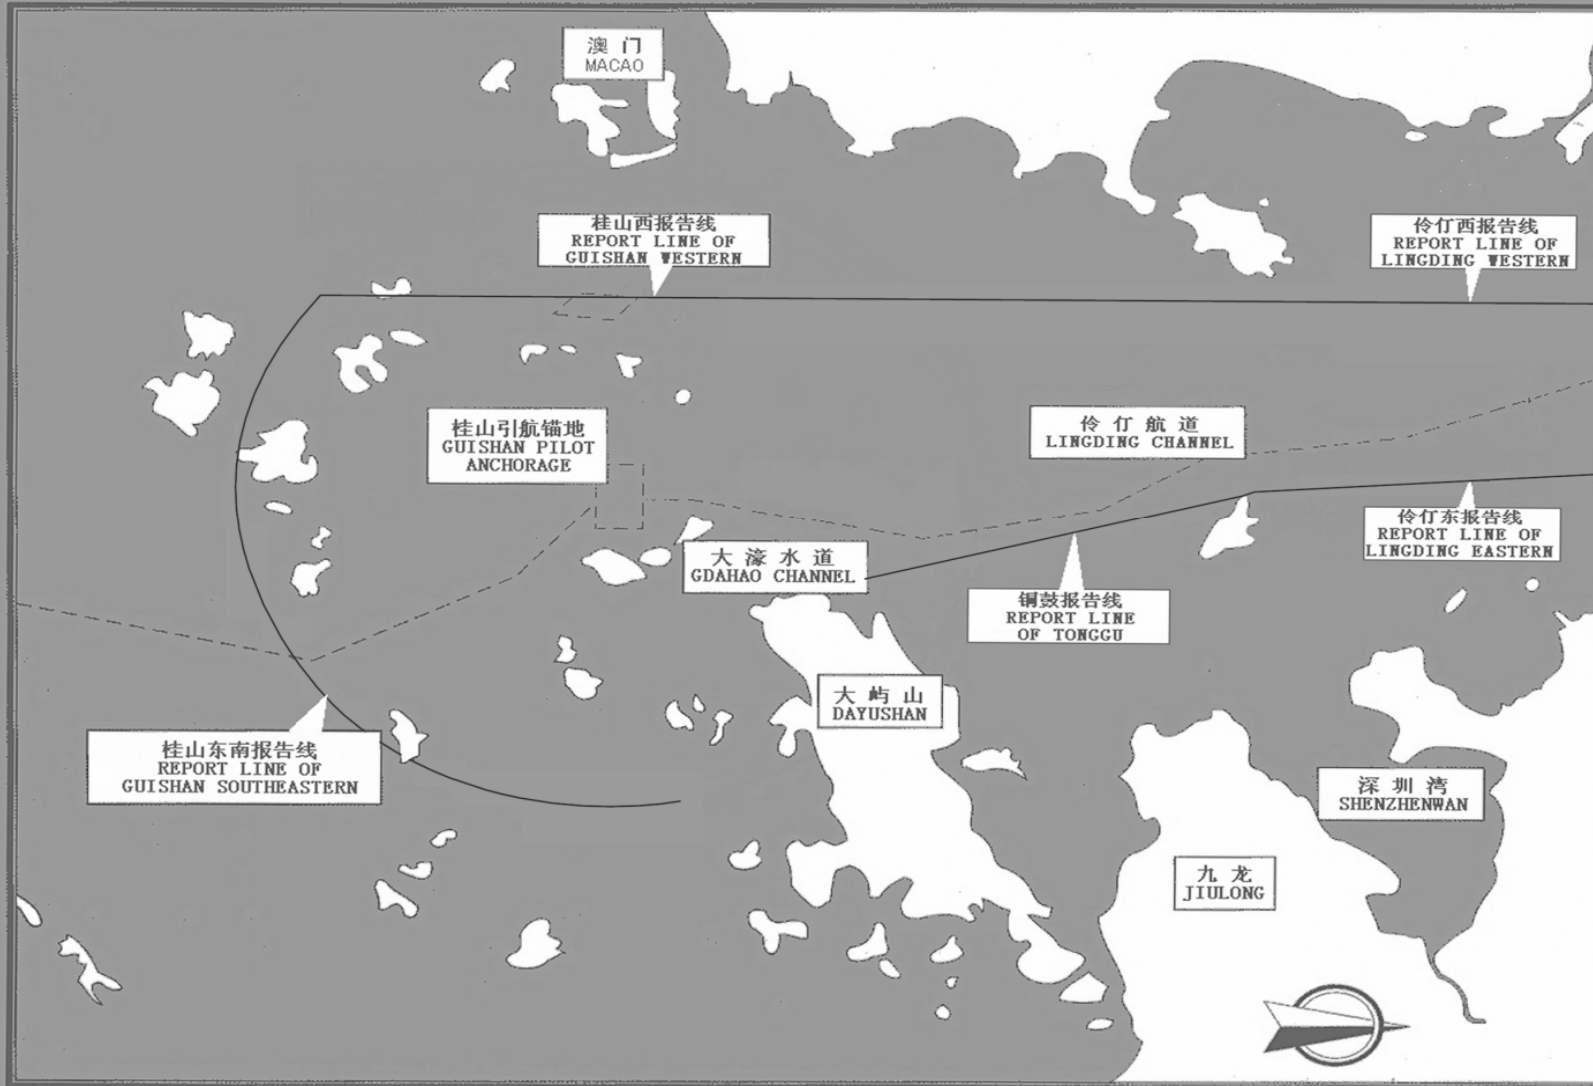 澳门
MACAO
桂山西报告线
REPORT LINE OF
GUISHAN WESTERN
伶仃西报告线
REPORT LINE OF
LINGDING WESTERN
桂山引航锚地
GUISHAN PILOT
ANCHORAGE
伶仃航道
LINGDING CHANNEL
伶仃东报告线
REPORT LINE OF
LINGDING EASTERN
大濠水道
GDAHAO CHANNEL
铜鼓报告线
REPORT LINE
OF TONGGU
大屿山
DAYUSHAN
桂山东南报告线
REPORT LINE OF
GUISHAN SOUTHEASTERN
深圳湾
SHENZHENWAN
九龙
JIULONG